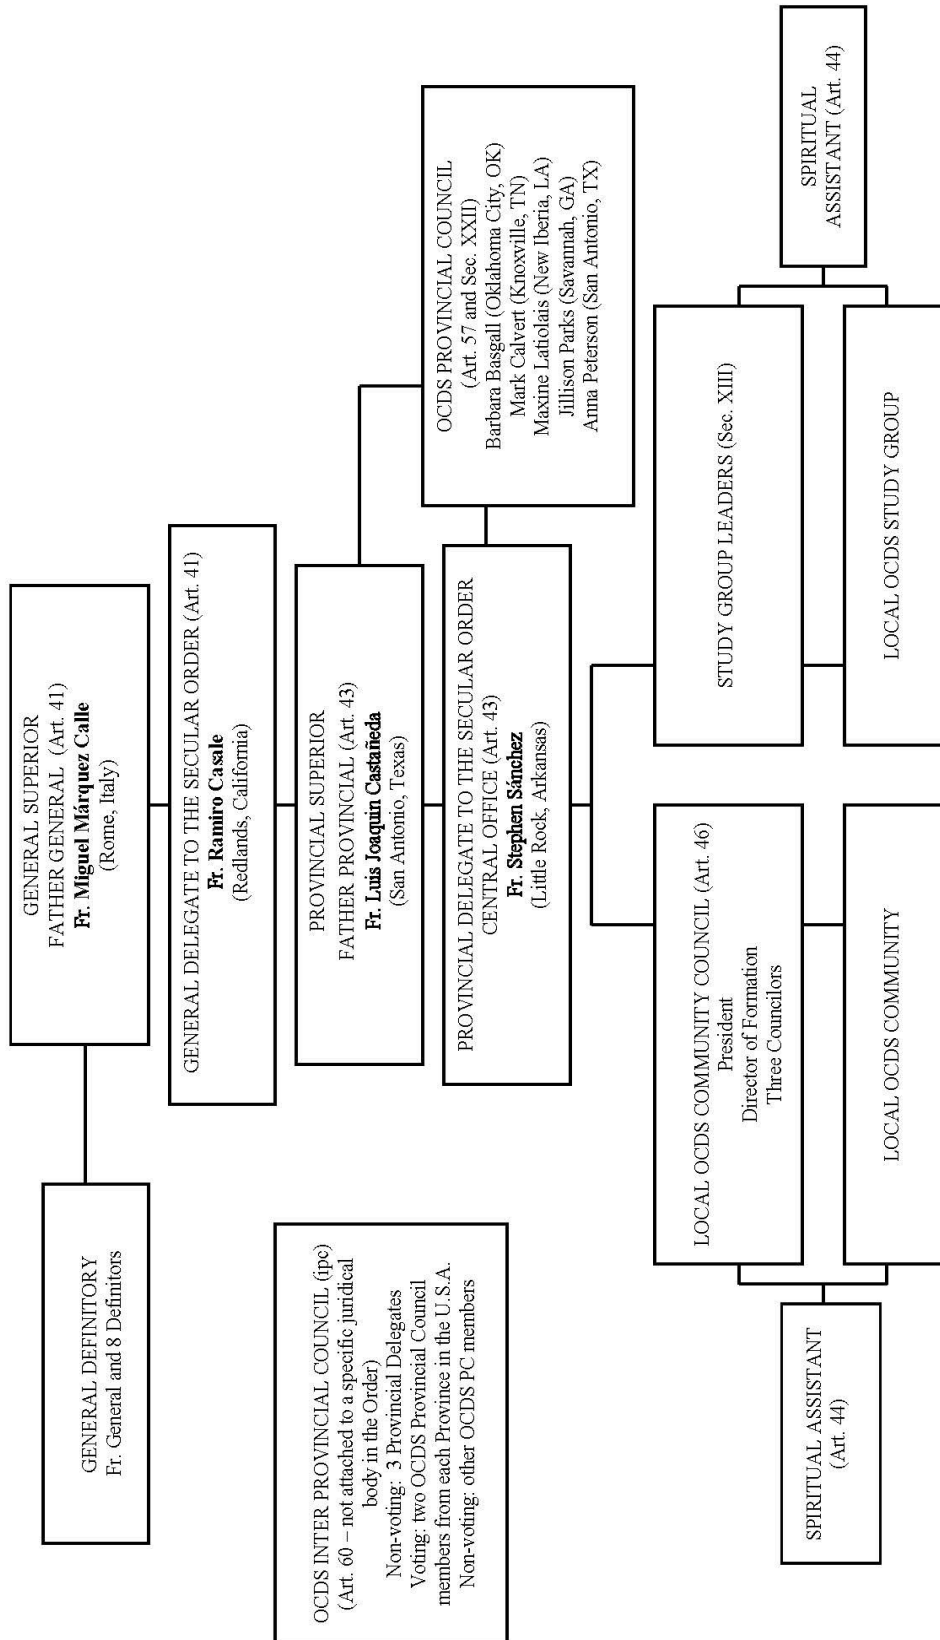 GENERAL DEFINITORY
Fr. General and 8 Definitors
GENERAL SUPERIOR
FATHER GENERAL (Art. 41)
Fr. Miguel Márquez Calle
(Rome, Italy)
GENERAL DELEGATE TO THE SECULAR ORDER (Art. 41)
Fr. Ramiro Casale
(Redlands, California)
OCDS INTER PROVINCIAL COUNCIL (ipc)
(Art. 60 – not attached to a specific juridical
body in the Order)
Non-voting: 3 Provincial Delegates
Voting: two OCDS Provincial Council
members from each Province in the U.S.A.
Non-voting: other OCDS PC members
PROVINCIAL SUPERIOR
FATHER PROVINCIAL (Art. 43)
Fr. Luis Joaquin Castañeda
(San Antonio, Texas)
OCDS PROVINCIAL COUNCIL
(Art. 57 and Sec. XXII)
Barbara Basgall (Oklahoma City, OK)
Mark Calvert (Knoxville, TN)
Maxine Latiolais (New Iberia, LA)
Jillison Parks (Savannah, GA)
Anna Peterson (San Antonio, TX)
PROVINCIAL DELEGATE TO THE SECULAR ORDER
CENTRAL OFFICE (Art. 43)
Fr. Stephen Sánchez
(Little Rock, Arkansas)
LOCAL OCDS COMMUNITY COUNCIL (Art. 46)
President
Director of Formation
Three Councilors
STUDY GROUP LEADERS (Sec. XIII)
SPIRITUAL ASSISTANT
(Art. 44)
SPIRITUAL
ASSISTANT (Art. 44)
LOCAL OCDS COMMUNITY
LOCAL OCDS STUDY GROUP